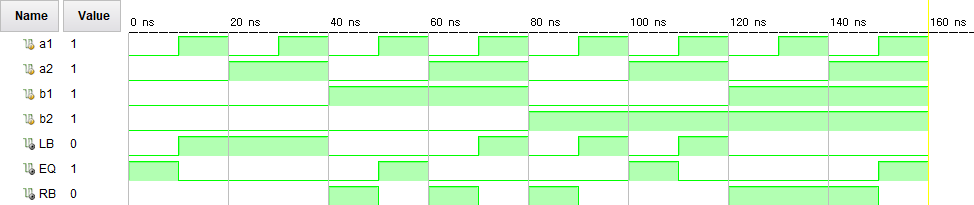 Name Value 0 ns 20 ns 40 ns 60 ns 80 ns 100 ns 120 ns 140 ns 160 ns
a1 1
a2 1
b1 1
b2 1
LB 0
EQ 1
RB 0